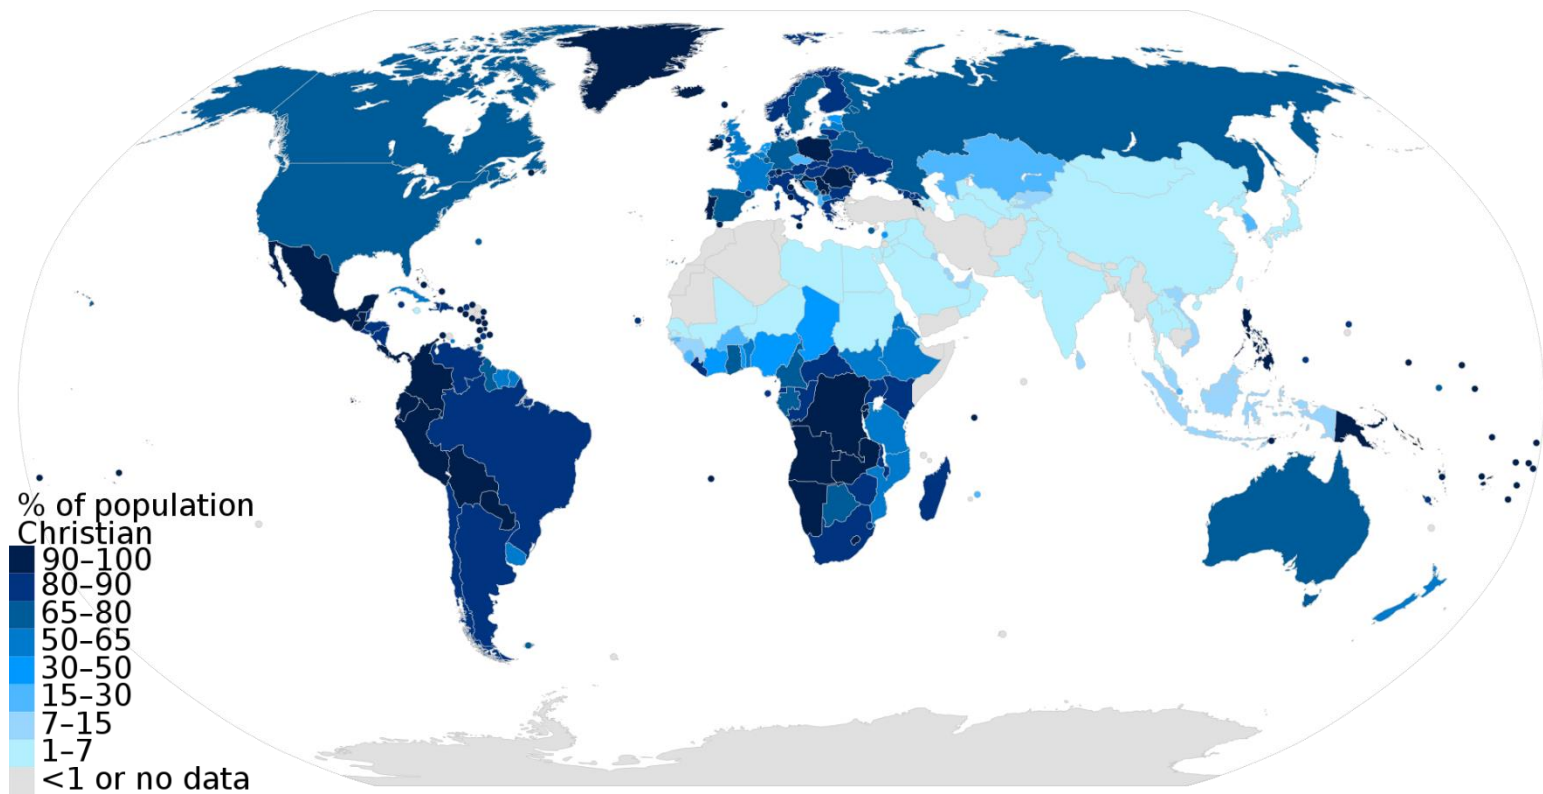 % of population
Christian
90–100
80–90
65–80
50–65
30–50
15–30
7–15
1–7
<1 or no data